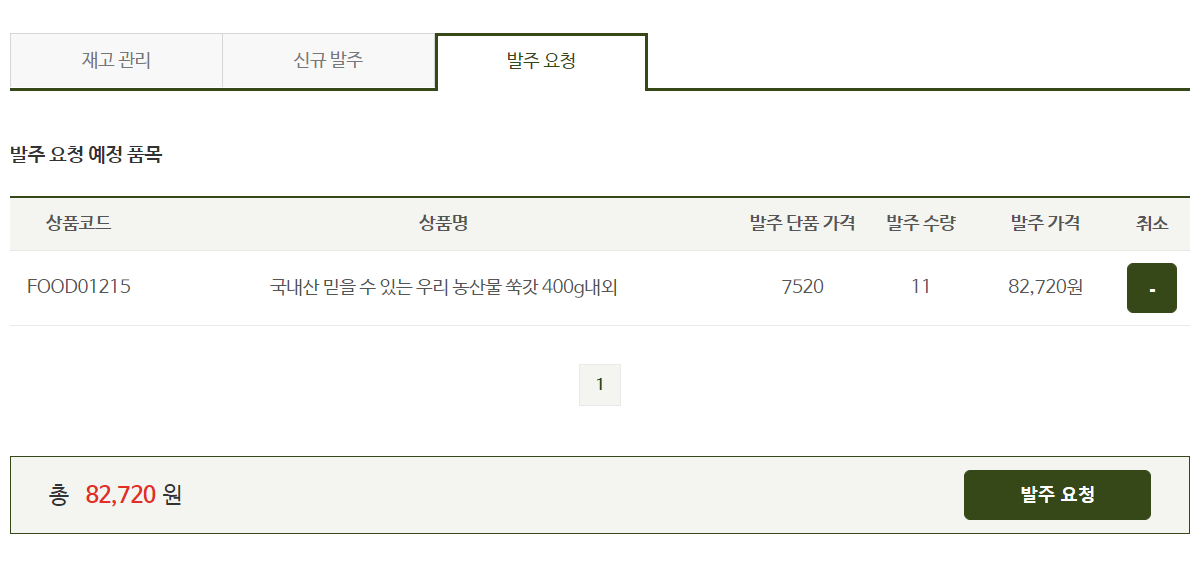 재고 관리 신규 발주 발주 요청
발주 요청 예정 품목
상품코드 상품명 발주 단품 가격 발주 수량 발주 가격 취소
FOOD01215 국내산 믿을 수 있는 우리 농산물 쑥갓 400g내외 7520 11 82,720원 -
1
총 82,720 원 발주 요청